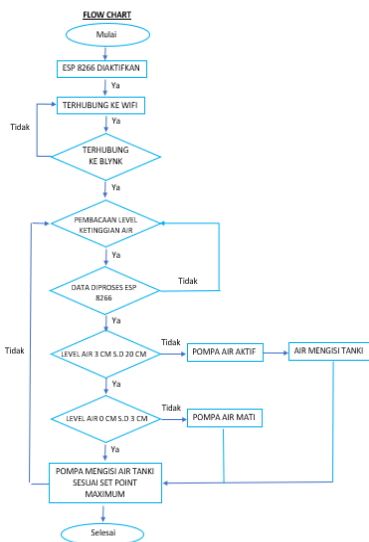 FLOW CHART
Mulai
ESP 8266 DIAKTIFKAN
Ya
TERHUBUNG KE WIFI
Ya
Tidak
TERHUBUNG
KE BLYNK
Ya
PEMBACAAN LEVEL
KETINGGIAN AIR
Ya
DATA DIPROSES ESP
8266
Tidak
Ya
Tidak
LEVEL AIR 3 CM S.D 20 CM
Tidak
POMPA AIR AKTIF
AIR MENGISI TANKI
Ya
LEVEL AIR 0 CM S.D 3 CM
Tidak
POMPA AIR MATI
Ya
POMPA MENGISI AIR TANKI
SESUAI SET POINT
MAXIMUM
Selesai